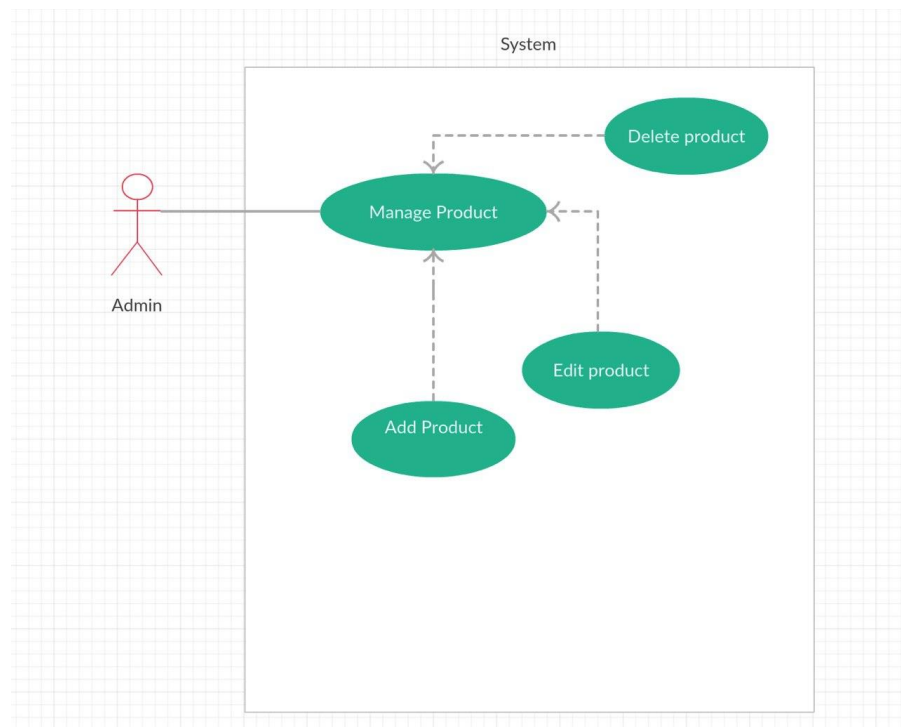 System
Delete product
Manage Product
Admin
Edit product
Add Product